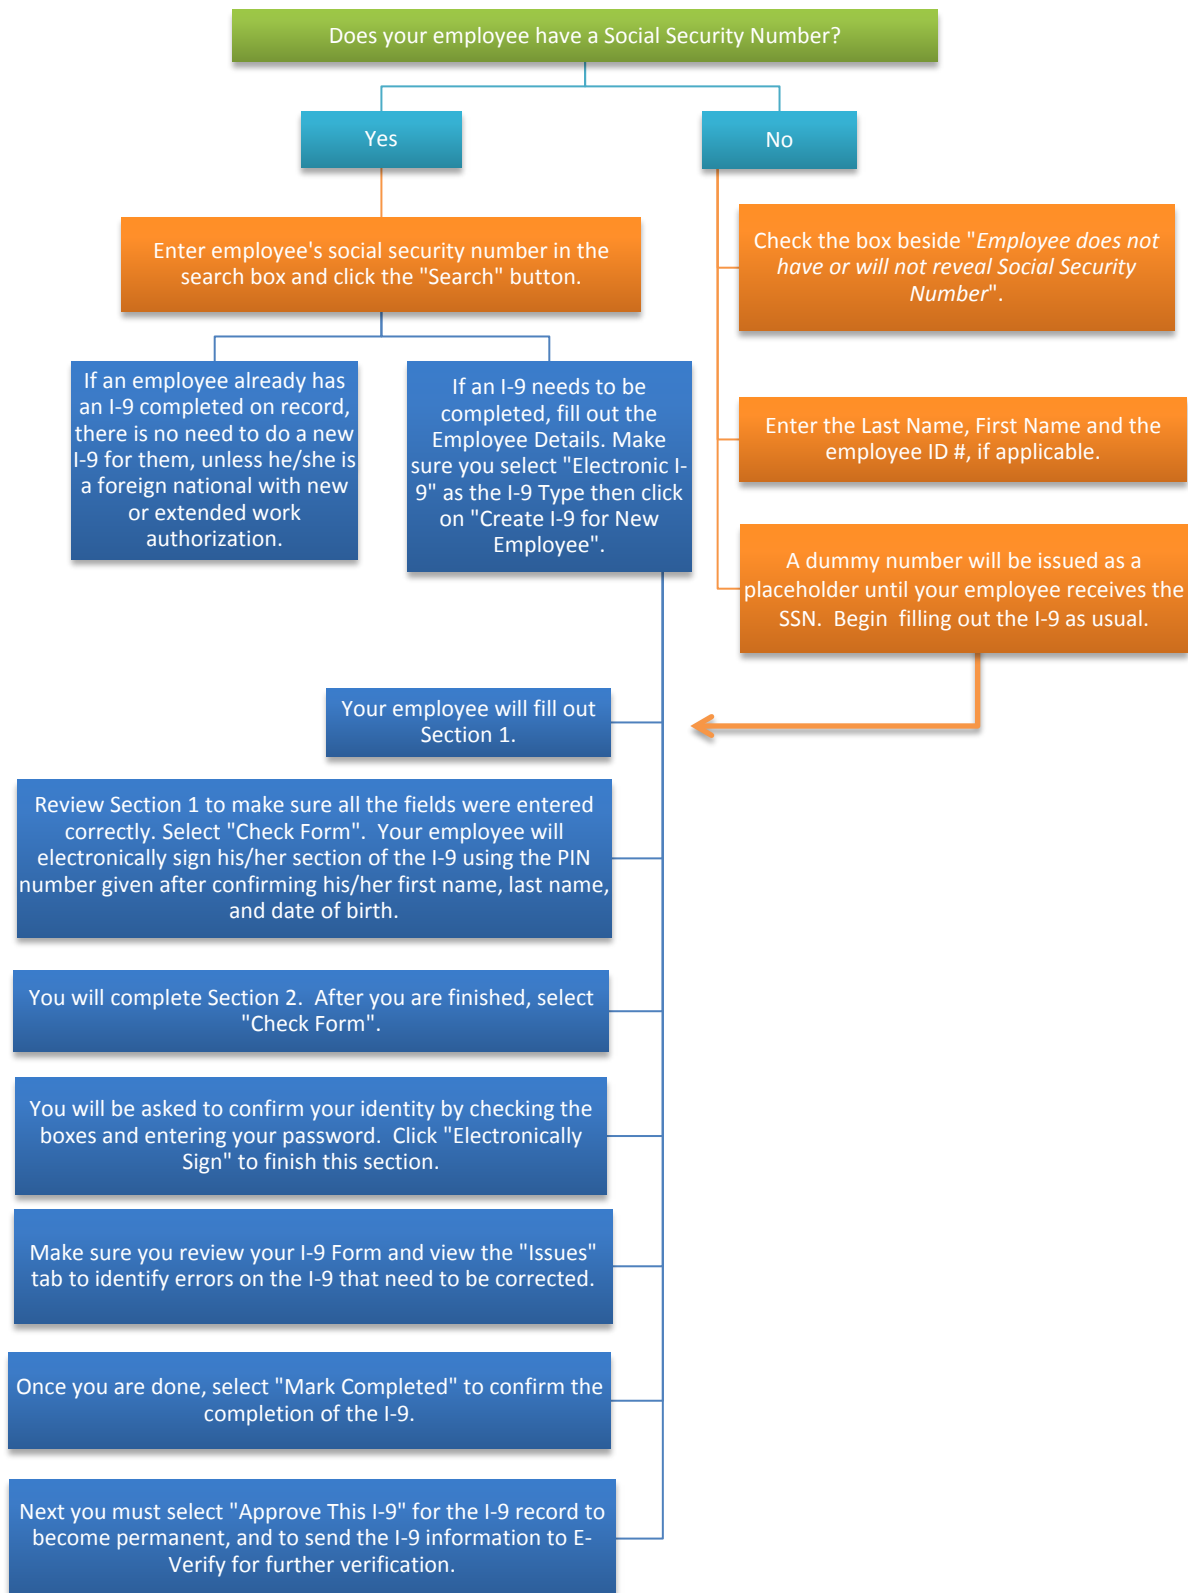 Does your employee have a Social Security Number?
Yes
No
Enter employee's social security number in the
search box and click the "Search" button.
If an employee already has
an I-9 completed on record,
there is no need to do a new
I-9 for them, unless he/she is
a foreign national with new
or extended work
authorization.
If an I-9 needs to be
completed, fill out the
Employee Details. Make
sure you select "Electronic I-
9" as the I-9 Type then click
on "Create I-9 for New
Employee".
Check the box beside "Employee does not
have or will not reveal Social Security
Number".
Enter the Last Name, First Name and the
employee ID #, if applicable.
A dummy number will be issued as a
placeholder until your employee receives the
SSN.  Begin  filling out the I-9 as usual.
Your employee will fill out
Section 1.
Review Section 1 to make sure all the fields were entered
correctly. Select "Check Form".  Your employee will
electronically sign his/her section of the I-9 using the PIN
number given after confirming his/her first name, last name,
and date of birth.
You will complete Section 2.  After you are finished, select
"Check Form".
You will be asked to confirm your identity by checking the
boxes and entering your password.  Click "Electronically
Sign" to finish this section.
Make sure you review your I-9 Form and view the "Issues"
tab to identify errors on the I-9 that need to be corrected.
Once you are done, select "Mark Completed" to confirm the
completion of the I-9.
Next you must select "Approve This I-9" for the I-9 record to
become permanent, and to send the I-9 information to E-
Verify for further verification.